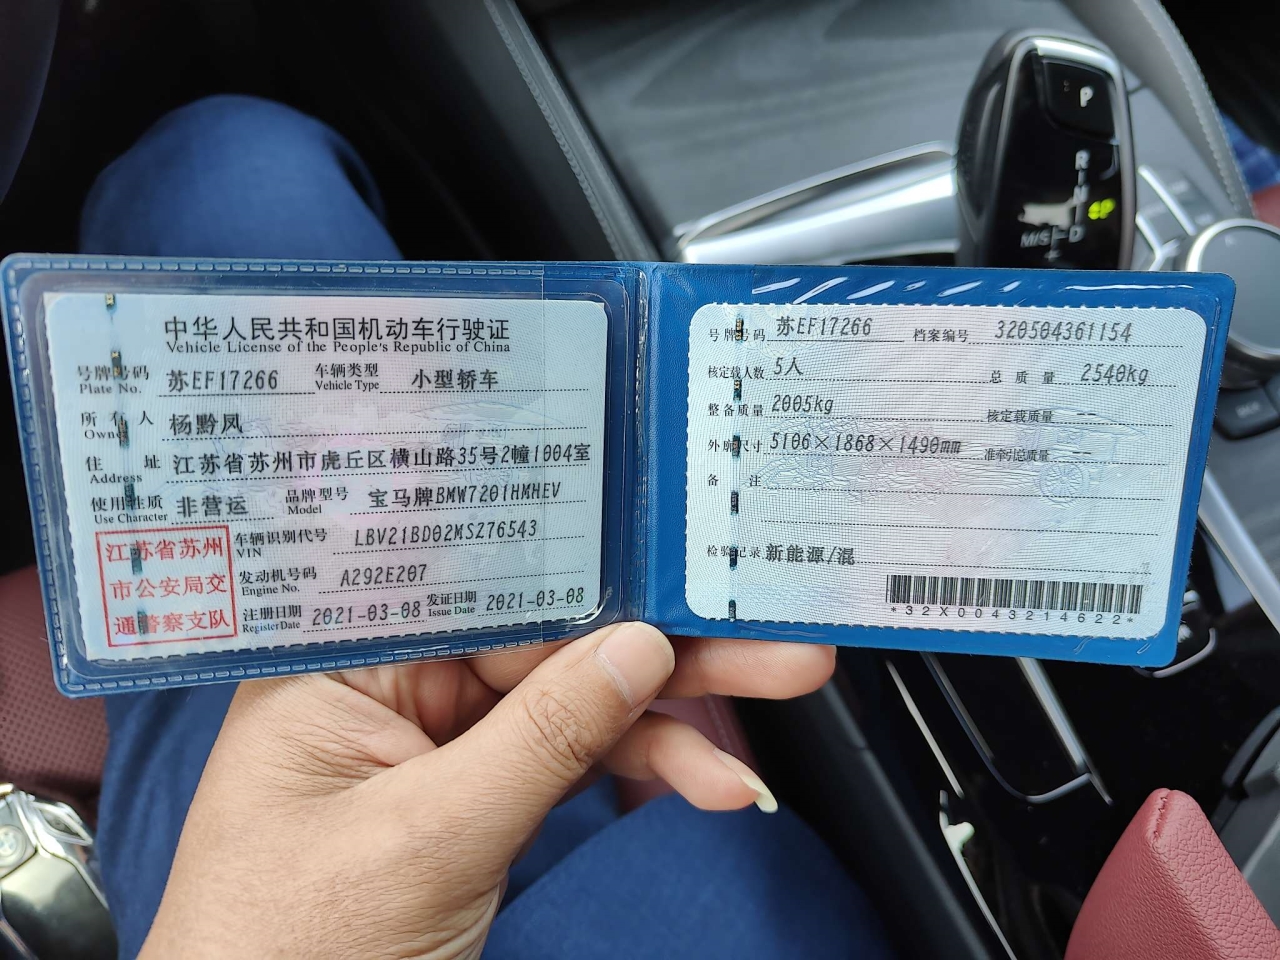 中华人民共和国机动车行驶证
Vehicle License of the People's Republic of China
号牌号码 苏EF17266 车辆类型 小型轿车
Plate No. Vehicle Type
所有人 杨黔凤
Owner
住址 江苏省苏州市虎丘区横山路35号2幢1004室
Address
使用性质 非营运 品牌型号 宝马牌BMW7201HMHEV
Use Character Model
江苏省苏州
市公安局交
通警察支队
车辆识别代号 LBV21BD02MSZ76543
VIN
发动机号码 A292E207
Engine No.
注册日期 2021-03-08 发证日期 2021-03-08
Register Date Issue Date
号牌号码 苏EF17266 档案编号 320504361154
核定载人数 5人 总质量 2540kg
整备质量 2005kg 核定载质量 --
外廓尺寸 5106×1868×1490mm 准牵引总质量 --
备注
检验记录 新能源/混
*32X0043214622*
P
R
N
M/S D